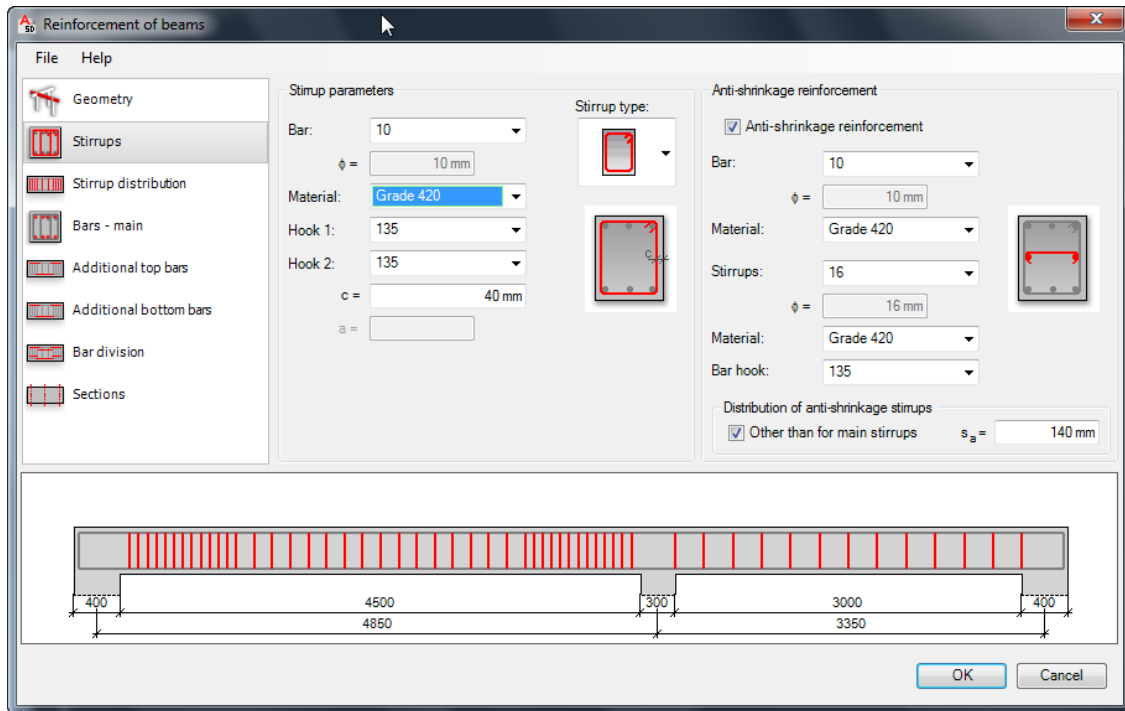 A
SD
Reinforcement of beams
File Help
Geometry
Stirrups
Stirrup distribution
Bars - main
Additional top bars
Additional bottom bars
Bar division
Sections
Stirrup parameters
Stirrup type:
Bar: 10
ϕ = 10 mm
Material: Grade 420
Hook 1: 135
Hook 2: 135
c = 40 mm
a =
c
Anti-shrinkage reinforcement
Anti-shrinkage reinforcement
Bar: 10
ϕ = 10 mm
Material: Grade 420
Stirrups: 16
ϕ = 16 mm
Material: Grade 420
Bar hook: 135
Distribution of anti-shrinkage stirrups
Other than for main stirrups sa= 140 mm
400 4500 300 3000 400
4850 3350
OK Cancel